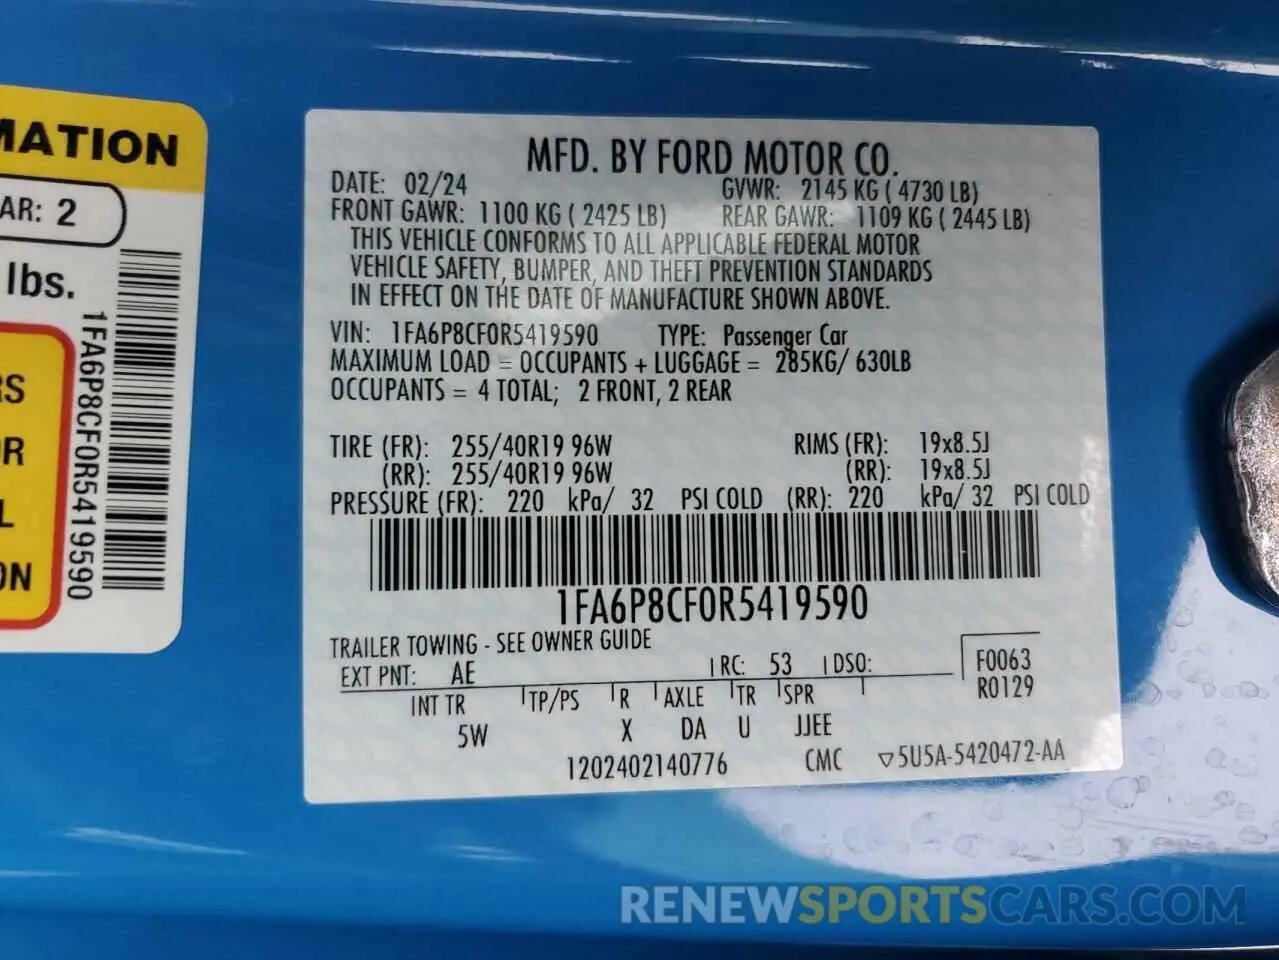 MATION
AR: 2
lbs.
RS
OR
L
ON
1FA6P8CF0R5419590
MFD. BY FORD MOTOR CO.
DATE: 02/24 GVWR: 2145 KG ( 4730 LB)
FRONT GAWR: 1100 KG ( 2425 LB) REAR GAWR: 1109 KG ( 2445 LB)
THIS VEHICLE CONFORMS TO ALL APPLICABLE FEDERAL MOTOR
VEHICLE SAFETY, BUMPER, AND THEFT PREVENTION STANDARDS
IN EFFECT ON THE DATE OF MANUFACTURE SHOWN ABOVE.
VIN: 1FA6P8CF0R5419590 TYPE: Passenger Car
MAXIMUM LOAD = OCCUPANTS + LUGGAGE = 285KG/ 630LB
OCCUPANTS = 4 TOTAL; 2 FRONT, 2 REAR
TIRE (FR): 255/40R19 96W RIMS (FR): 19x8.5J
(RR): 255/40R19 96W (RR): 19x8.5J
PRESSURE (FR): 220 kPa/ 32 PSI COLD (RR): 220 kPa/ 32 PSI COLD
1FA6P8CF0R5419590
TRAILER TOWING - SEE OWNER GUIDE
EXT PNT: AE RC: 53 DSO: F0063
R0129
INT TR TP/PS R AXLE TR SPR
5W X DA U JJEE
1202402140776 CMC ▽5U5A-5420472-AA
RENEWSPORTSCARS.COM